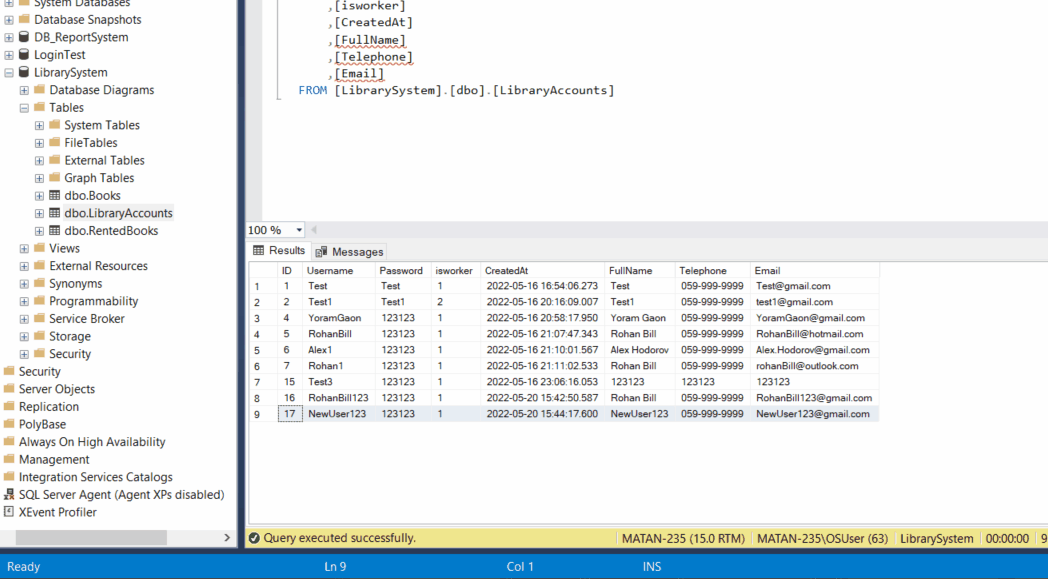 System Databases
Database Snapshots
DB_ReportSystem
LoginTest
LibrarySystem
Database Diagrams
Tables
System Tables
FileTables
External Tables
Graph Tables
dbo.Books
dbo.LibraryAccounts
dbo.RentedBooks
Views
External Resources
Synonyms
Programmability
Service Broker
Storage
Security
Security
Server Objects
Replication
PolyBase
Always On High Availability
Management
Integration Services Catalogs
SQL Server Agent (Agent XPs disabled)
XEvent Profiler
,[isworker]
,[CreatedAt]
,[FullName]
,[Telephone]
,[Email]
FROM [LibrarySystem].[dbo].[LibraryAccounts]
100 %
Results Messages
ID Username Password isworker CreatedAt FullName Telephone Email
1 1 Test Test 1 2022-05-16 16:54:06.273 Test 059-999-9999 Test@gmail.com
2 2 Test1 Test1 2 2022-05-16 20:16:09.007 Test1 059-999-9999 test1@gmail.com
3 4 YoramGaon 123123 1 2022-05-16 20:58:17.950 Yoram Gaon 059-999-9999 YoramGaon@gmail.com
4 5 RohanBill 123123 1 2022-05-16 21:07:47.343 Rohan Bill 059-999-9999 RohanBill@hotmail.com
5 6 Alex1 123123 1 2022-05-16 21:10:01.567 Alex Hodorov 059-999-9999 Alex.Hodorov@gmail.com
6 7 Rohan1 123123 1 2022-05-16 21:11:02.533 Rohan Bill 059-999-9999 rohanBill@outlook.com
7 15 Test3 123123 1 2022-05-16 23:06:16.053 123123 123123 123123
8 16 RohanBill123 123123 1 2022-05-20 15:42:50.587 Rohan Bill 059-999-9999 RohanBill123@gmail.com
9 17 NewUser123 123123 1 2022-05-20 15:44:17.600 NewUser123 059-999-9999 NewUser123@gmail.com
Query executed successfully. MATAN-235 (15.0 RTM) MATAN-235\OSUser (63) LibrarySystem 00:00:00 9
Ready Ln 9 Col 1 INS